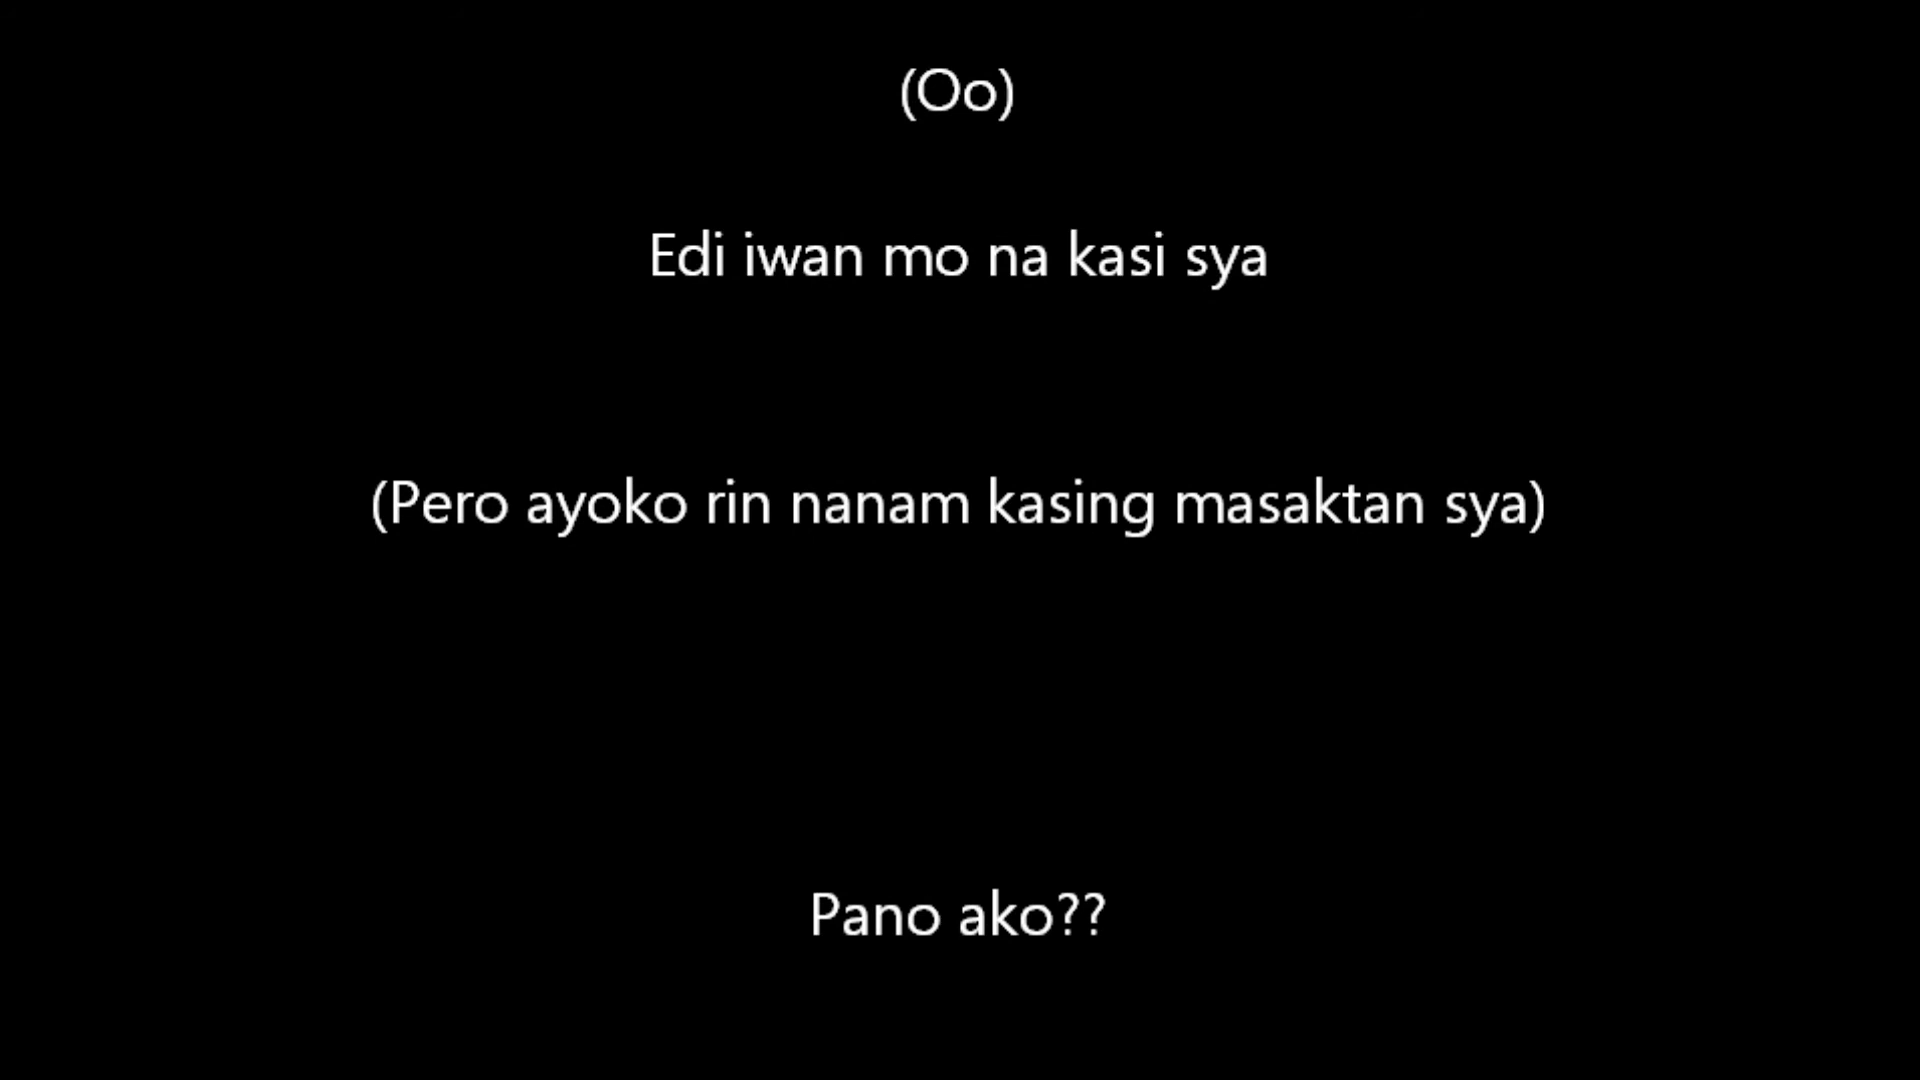 (Oo)
Edi iwan mo na kasi sya
(Pero ayoko rin nanam kasing masaktan sya)
Pano ako??